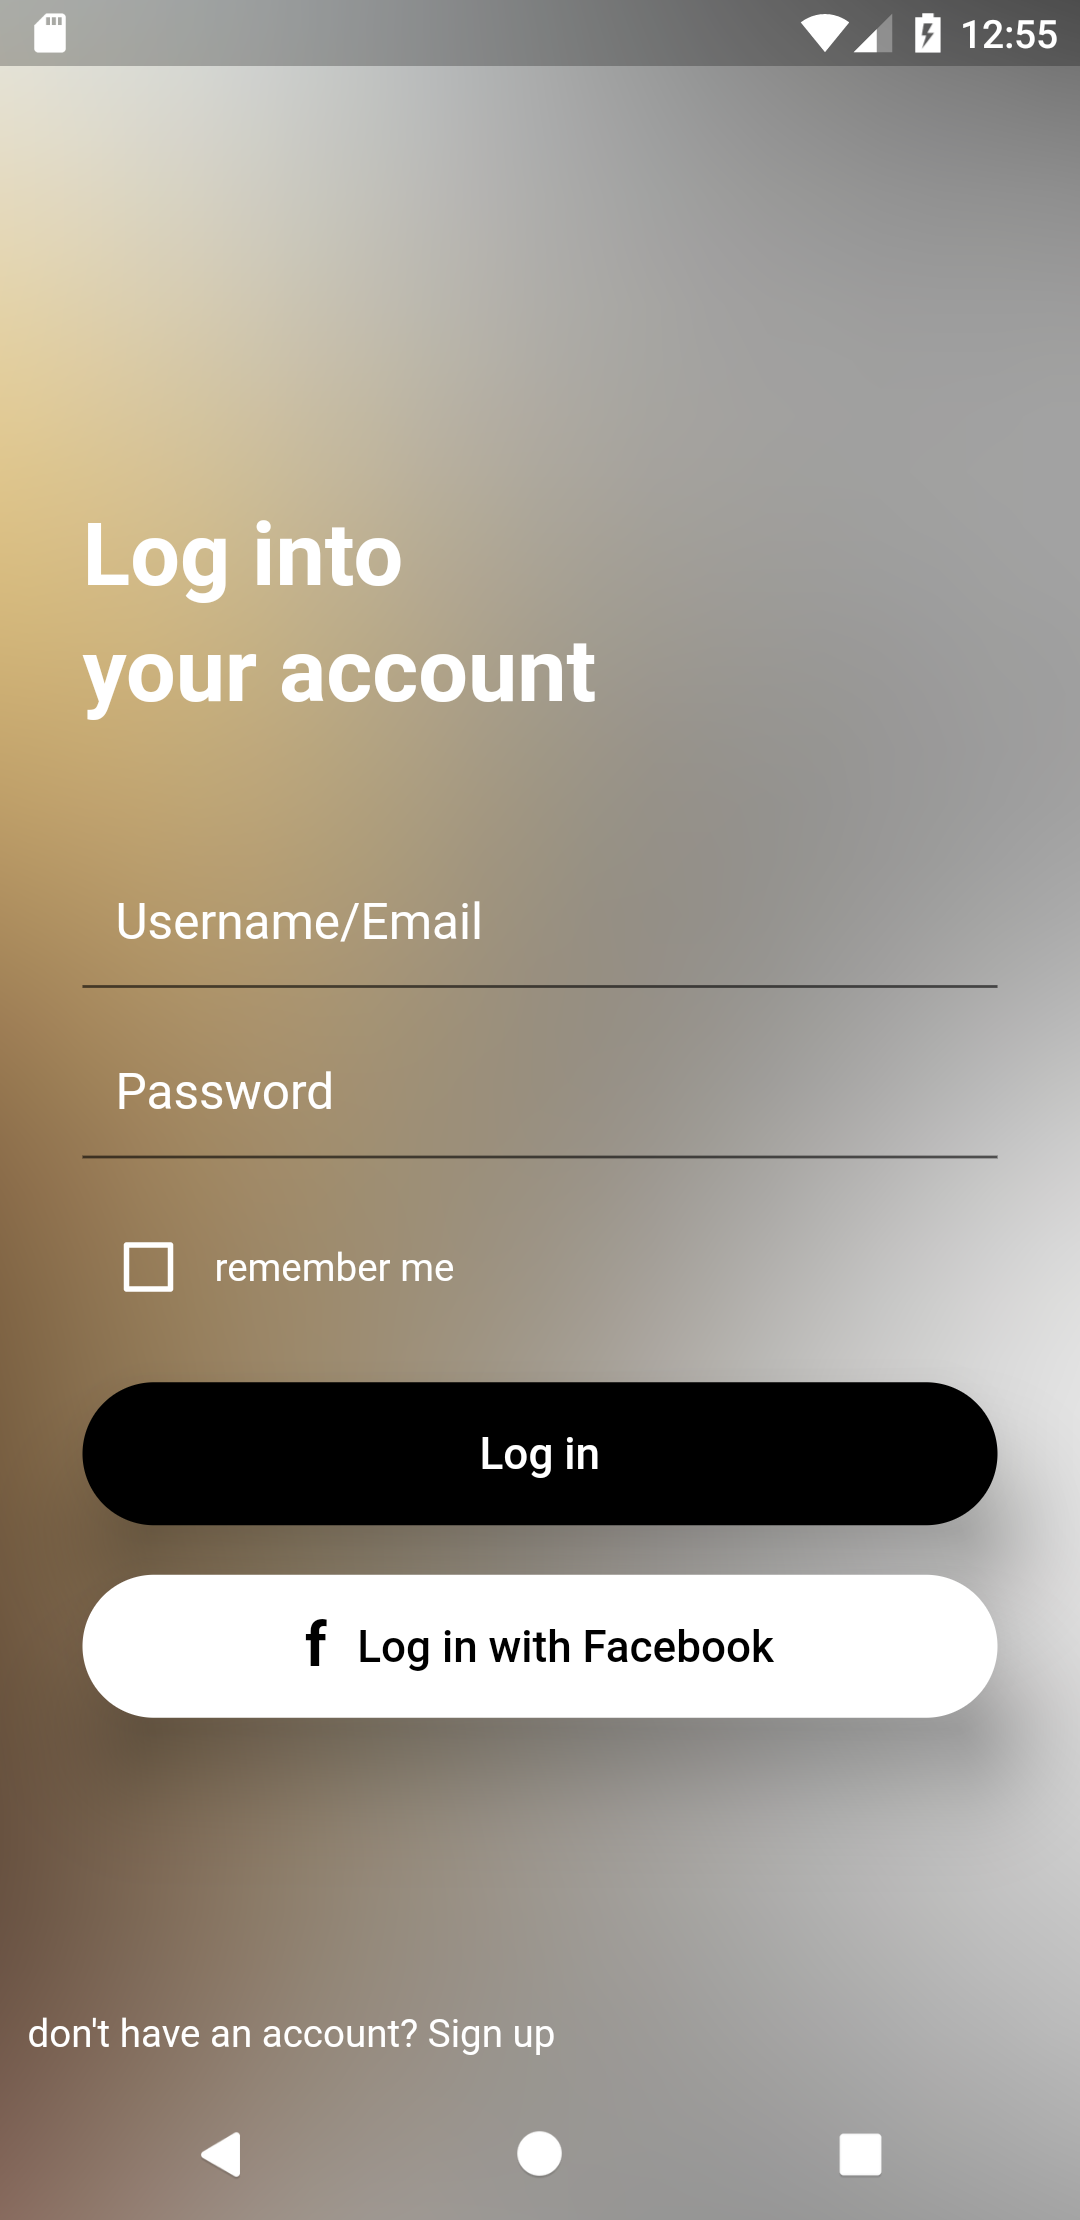 12:55
Log into
your account
Username/Email
Password
remember me
Log in
f Log in with Facebook
don't have an account? Sign up